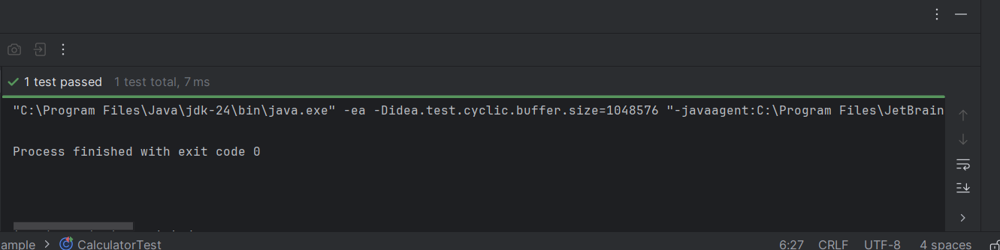 1 test passed 1 test total, 7 ms
"C:\Program Files\Java\jdk-24\bin\java.exe" -ea -Didea.test.cyclic.buffer.size=1048576 "-javaagent:C:\Program Files\JetBrain
Process finished with exit code 0
ample > CalculatorTest 6:27 CRLF UTF-8 4 spaces